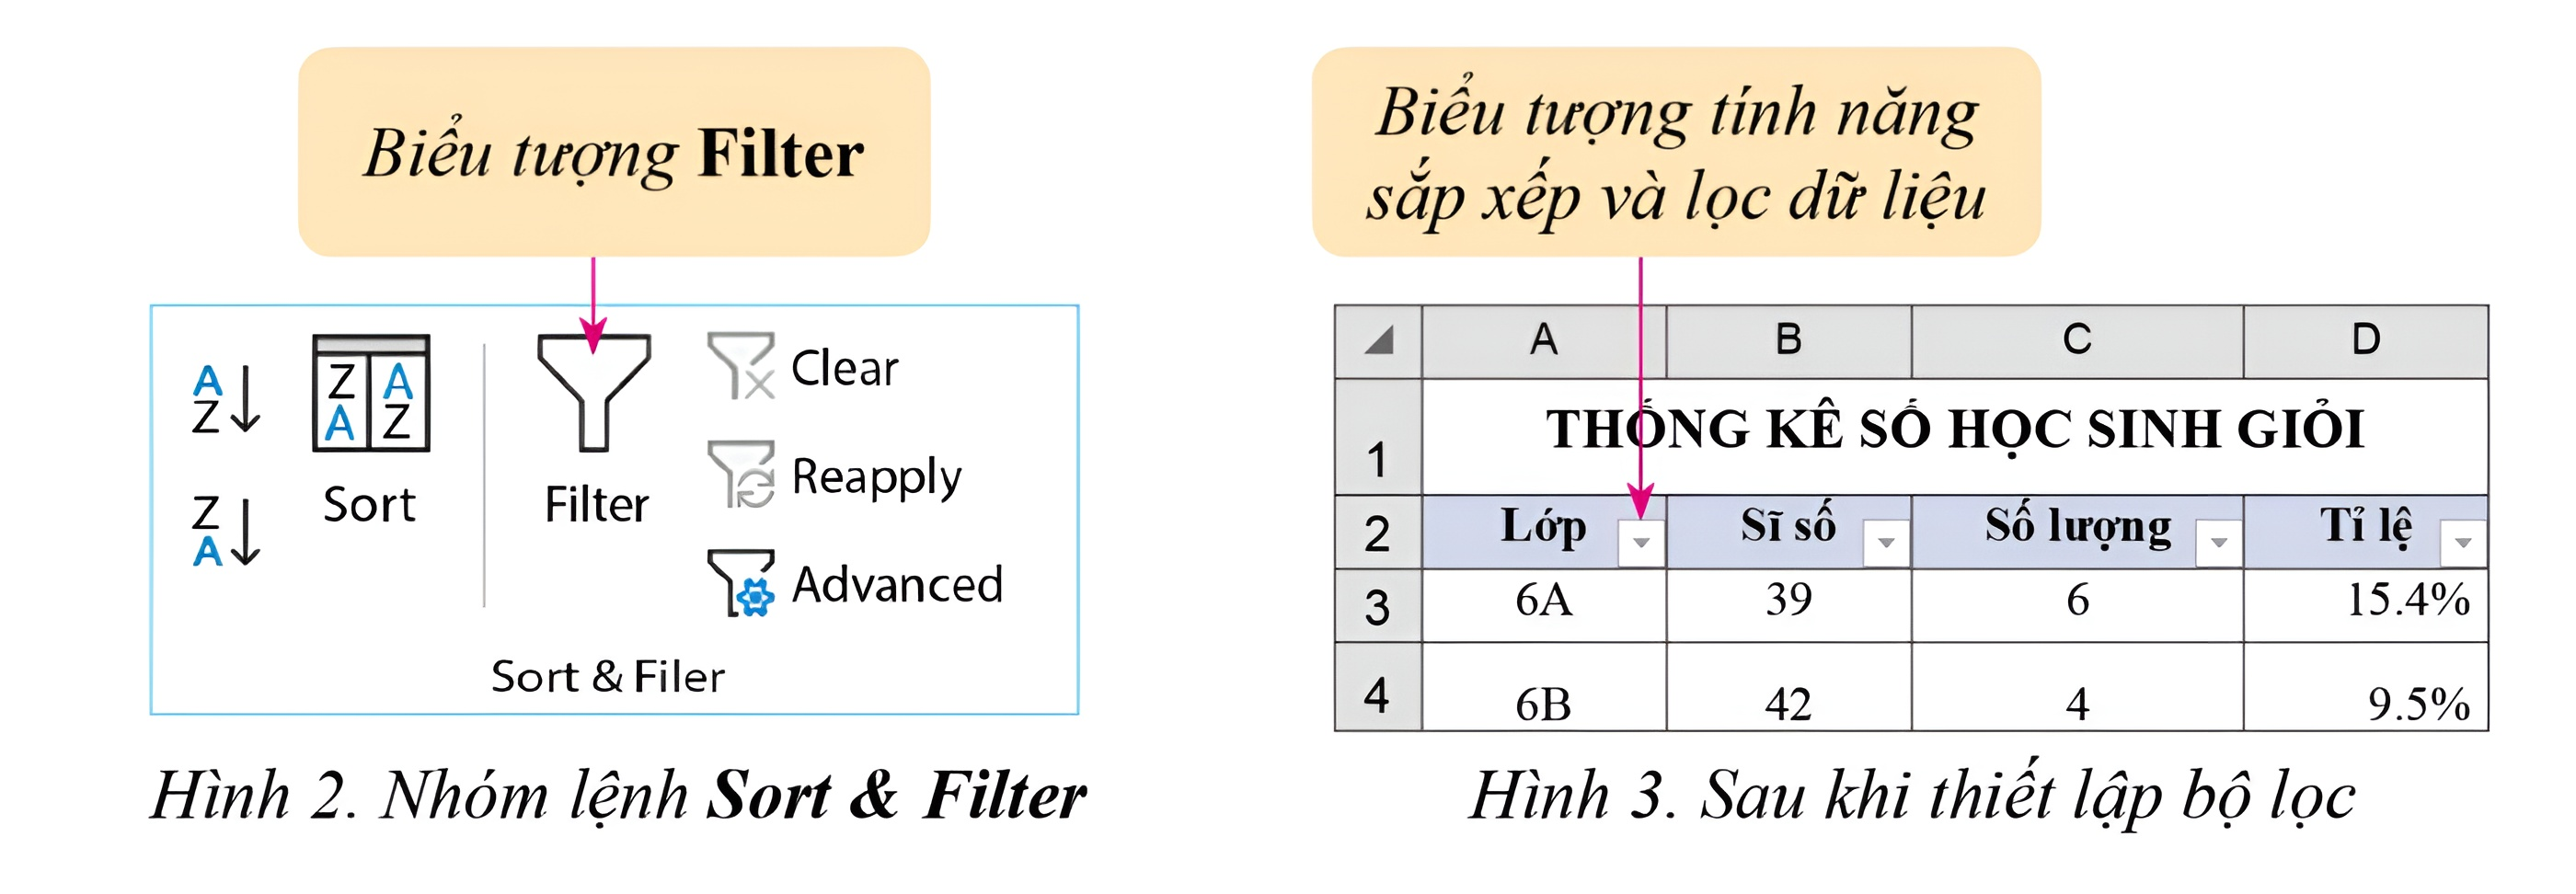 Biểu tượng Filter
A
Z
Z
A
Z A
A Z
Sort
Filter
Clear
Reapply
Advanced
Sort & Filer
Hình 2. Nhóm lệnh Sort & Filter
Biểu tượng tính năng
sắp xếp và lọc dữ liệu
A B C D
1 THỐNG KÊ SỐ HỌC SINH GIỎI
2 Lớp Sĩ số Số lượng Tỉ lệ
3 6A 39 6 15.4%
4 6B 42 4 9.5%
Hình 3. Sau khi thiết lập bộ lọc